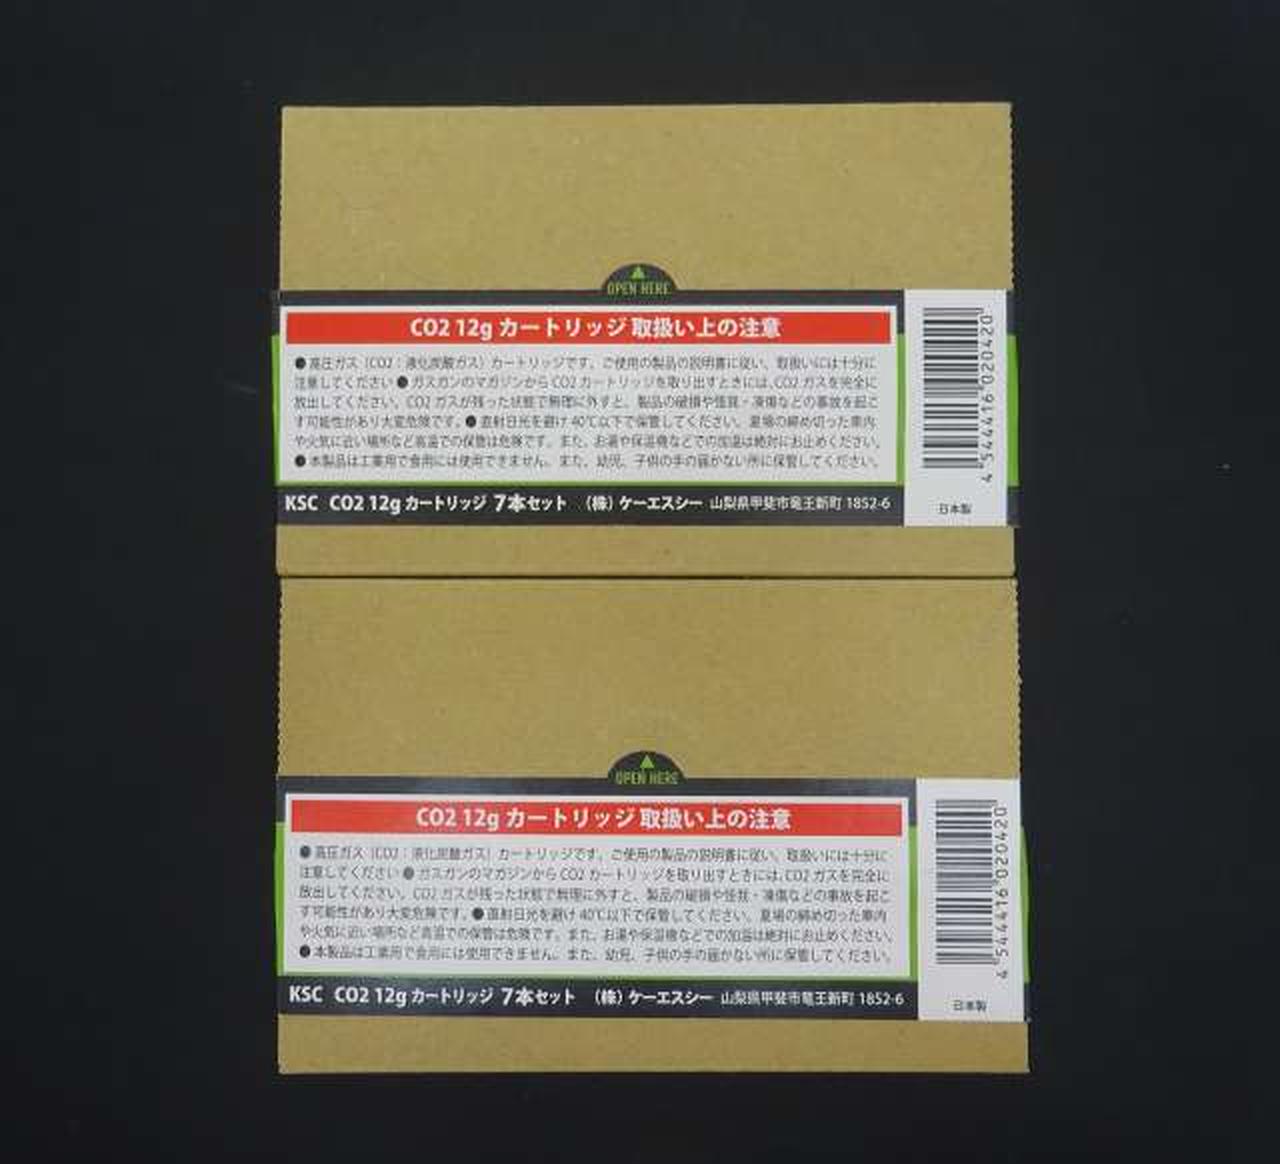 OPEN HERE
CO2 12g カートリッジ 取扱い上の注意
●高圧ガス（CO2：液化炭酸ガス）カートリッジです。ご使用の製品の説明書に従い、取扱いには十分に
注意してください ●ガスガンのマガジンから CO2 カートリッジを取り出すときには、CO2 ガスを完全に
放出してください。CO2 ガスが残った状態で無理に外すと、製品の破損や怪我・凍傷などの事故を起こ
す可能性があり大変危険です。●直射日光を避け 40℃以下で保管してください。夏場の締め切った車内
や火気に近い場所など高温での保管は危険です。また、お湯や保温機などでの加温は絶対にお止めください。
●本製品は工業用で食用には使用できません。また、幼児、子供の手の届かない所に保管してください。
KSC CO2 12g カートリッジ 7本セット （株）ケーエスシー 山梨県甲斐市竜王新町 1852-6
4 544416 020420
日本製
OPEN HERE
CO2 12g カートリッジ 取扱い上の注意
●高圧ガス（CO2：液化炭酸ガス）カートリッジです。ご使用の製品の説明書に従い、取扱いには十分に
注意してください ●ガスガンのマガジンから CO2 カートリッジを取り出すときには、CO2 ガスを完全に
放出してください。CO2 ガスが残った状態で無理に外すと、製品の破損や怪我・凍傷などの事故を起こ
す可能性があり大変危険です。●直射日光を避け 40℃以下で保管してください。夏場の締め切った車内
や火気に近い場所など高温での保管は危険です。また、お湯や保温機などでの加温は絶対にお止めください。
●本製品は工業用で食用には使用できません。また、幼児、子供の手の届かない所に保管してください。
KSC CO2 12g カートリッジ 7本セット （株）ケーエスシー 山梨県甲斐市竜王新町 1852-6
4 544416 020420
日本製